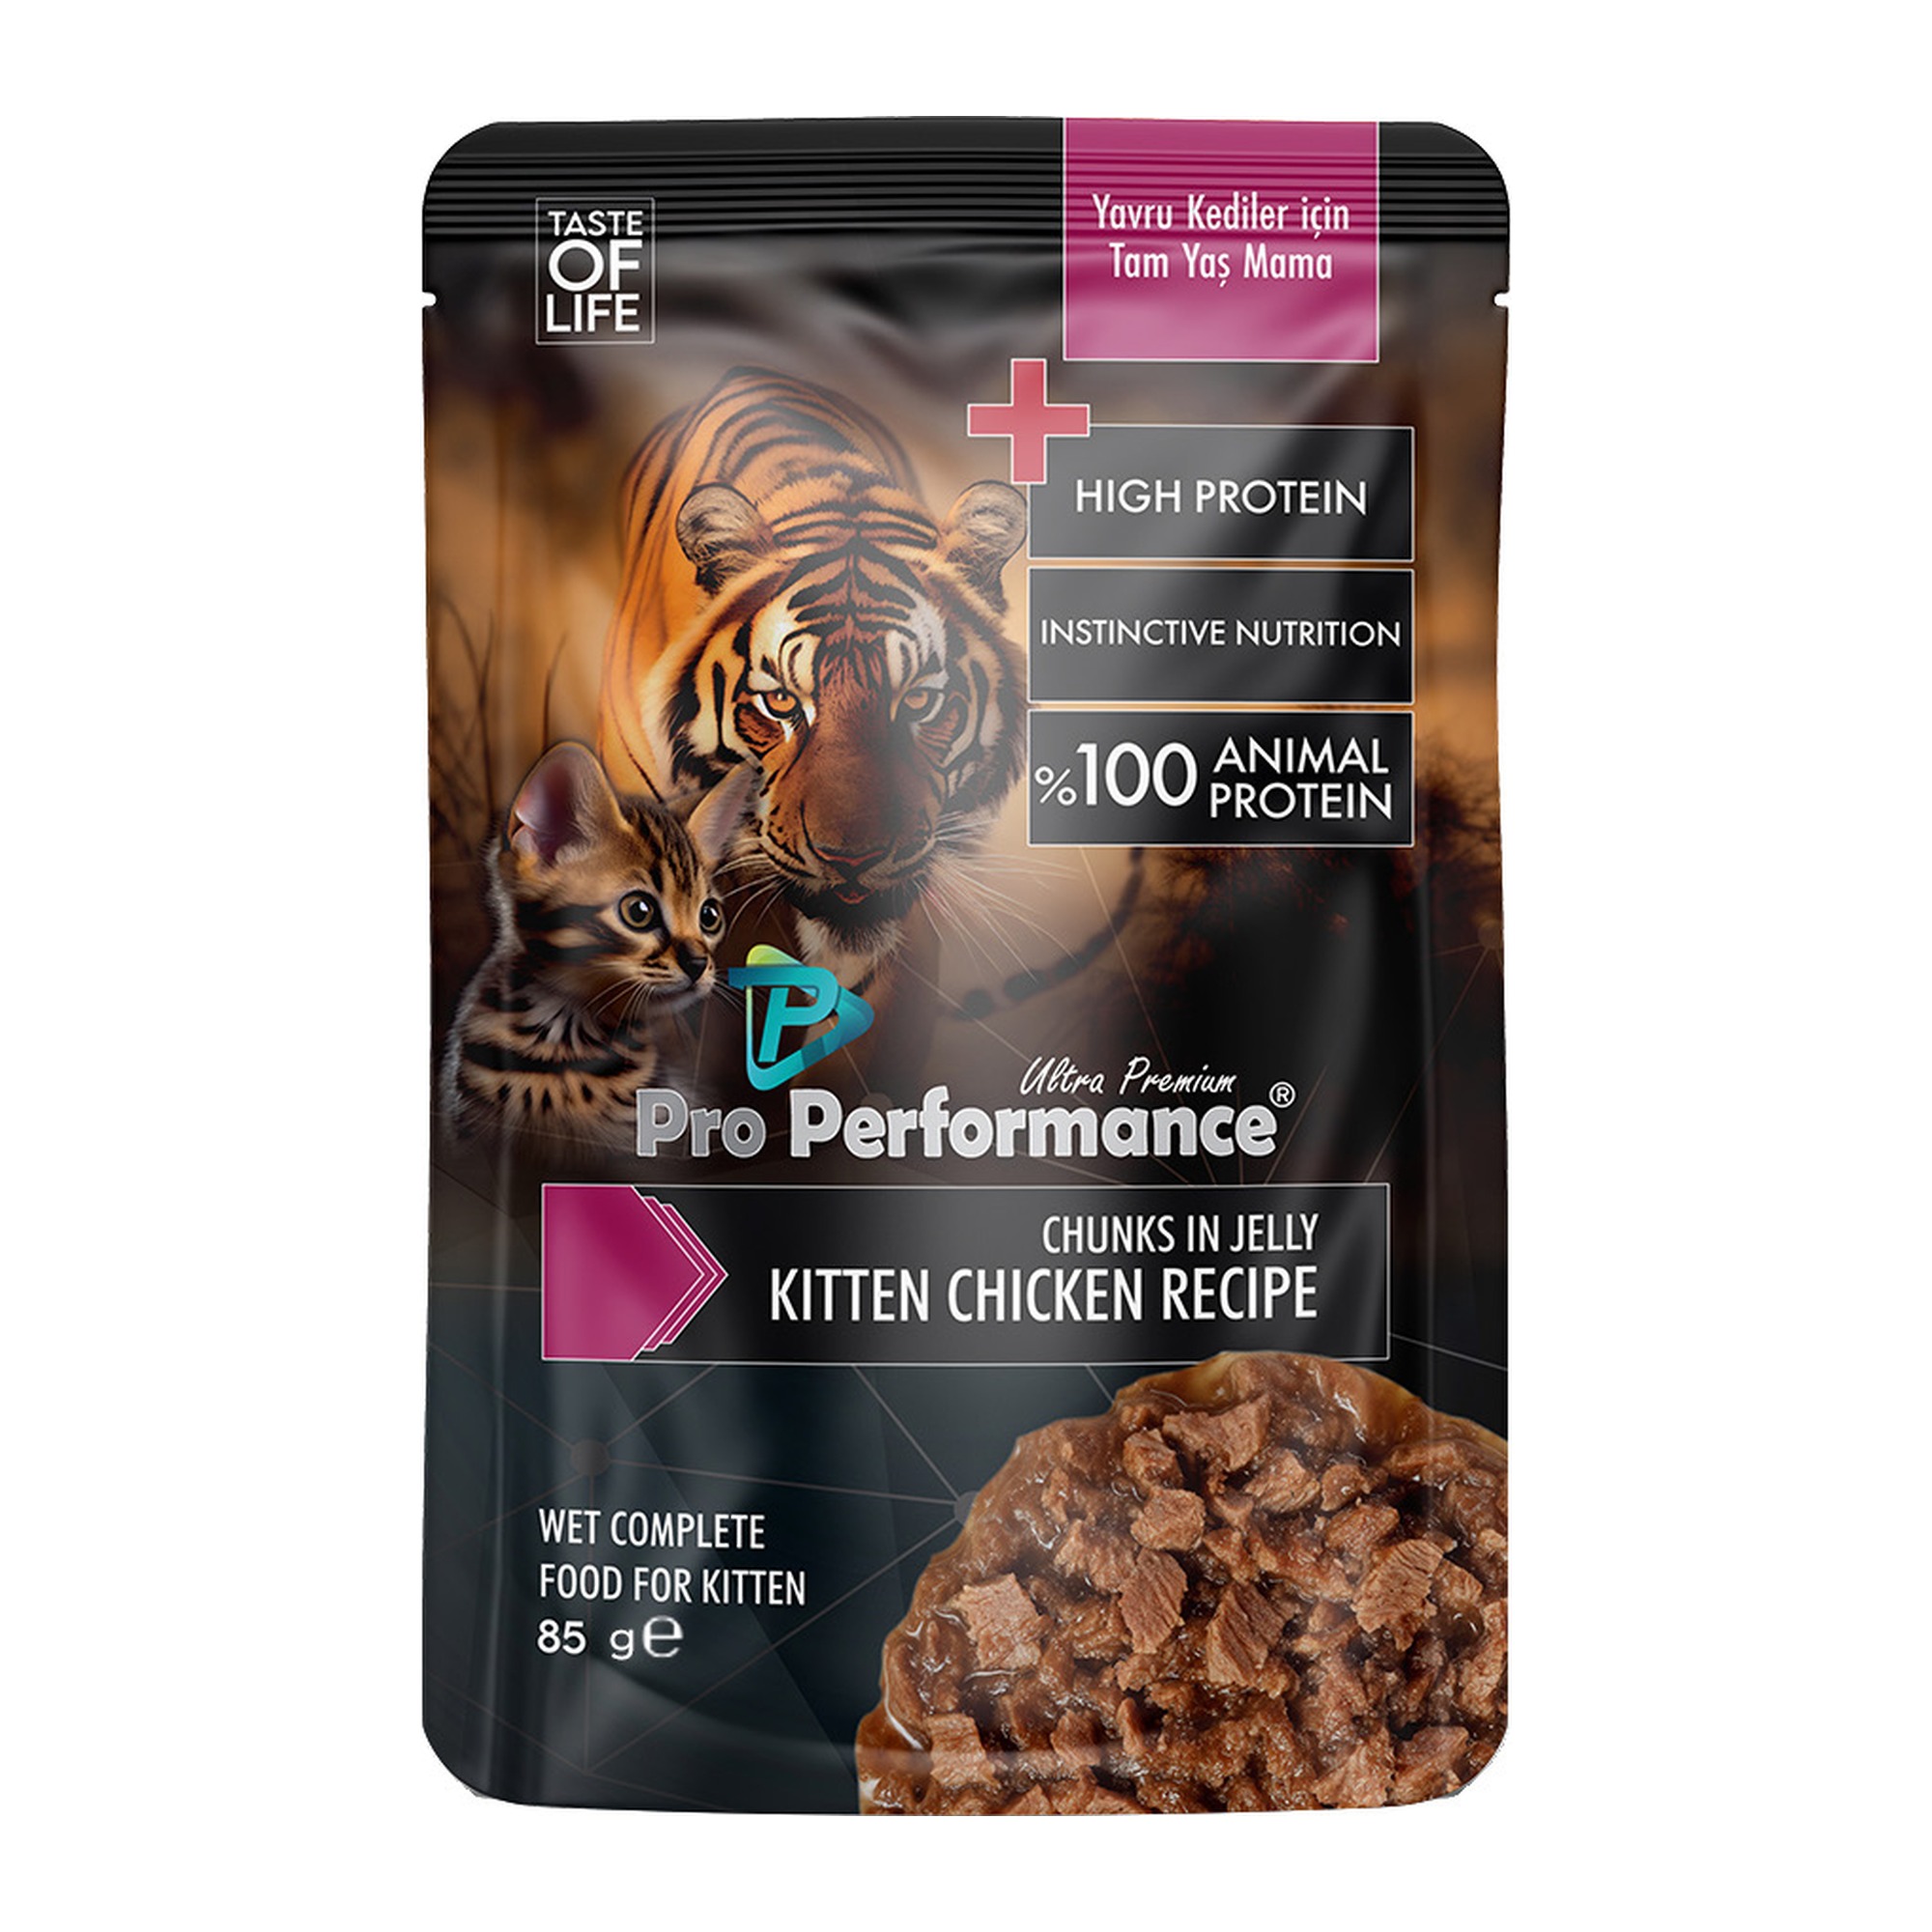 TASTE
OF
LIFE
Yavru Kediler için
Tam Yaş Mama
HIGH PROTEIN
INSTINCTIVE NUTRITION
%100 ANIMAL
PROTEIN
P
Ultra Premium
Pro Performance®
CHUNKS IN JELLY
KITTEN CHICKEN RECIPE
WET COMPLETE
FOOD FOR KITTEN
85 g℮